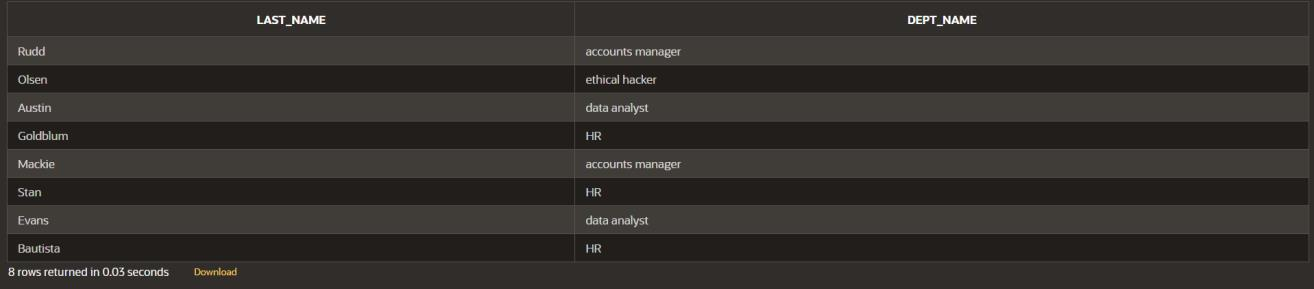 LAST_NAME DEPT_NAME
Rudd accounts manager
Olsen ethical hacker
Austin data analyst
Goldblum HR
Mackie accounts manager
Stan HR
Evans data analyst
Bautista HR
8 rows returned in 0.03 seconds Download